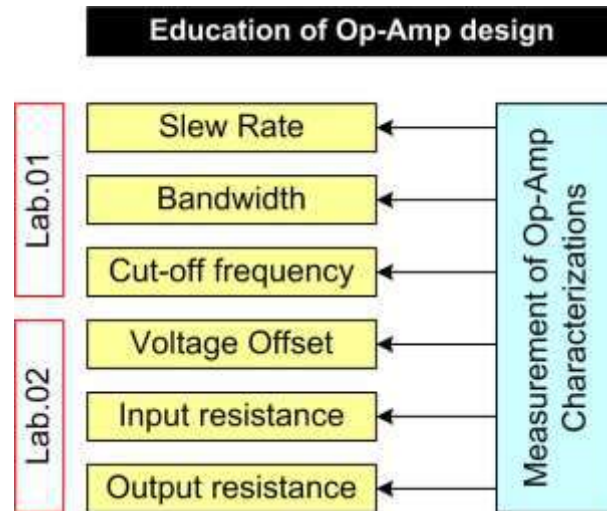 Education of Op-Amp design
Lab.01
Slew Rate
Bandwidth
Cut-off frequency
Lab.02
Voltage Offset
Input resistance
Output resistance
Measurement of Op-Amp
Characterizations